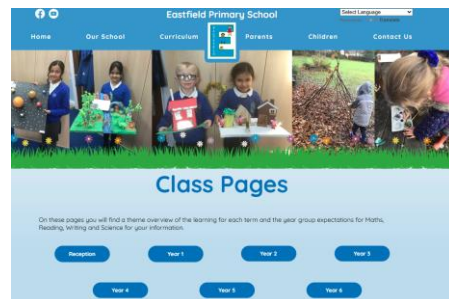 Eastfield Primary School
Select Language
Translate
Home
Our School
Curriculum
E
Parents
Children
Contact Us
Class Pages
On these pages you will find a theme overview of the learning for each term and the year group expectations for Maths,
Reading, Writing and Science for your information.
Reception
Year 1
Year 2
Year 3
Year 4
Year 5
Year 6